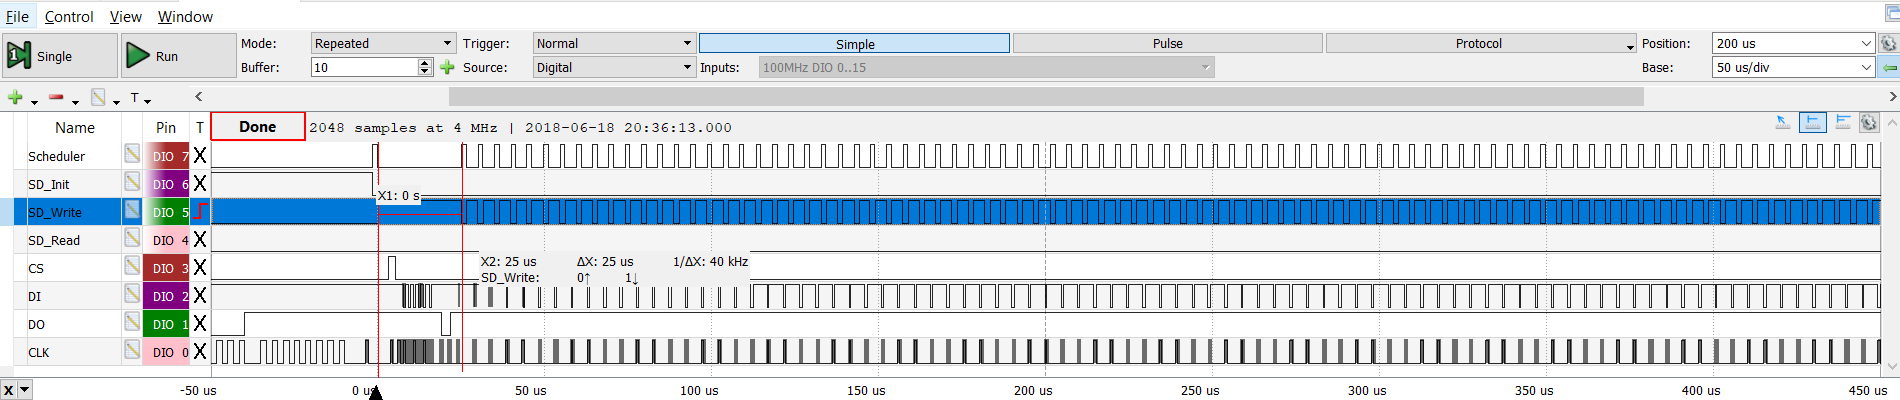 File Control View Window
Single Run Mode: Repeated Trigger: Normal Simple Pulse Protocol Position: 200 us
Buffer: 10 Source: Digital Inputs: 100MHz DIO 0..15 Base: 50 us/div
T
Name Pin T Done 2048 samples at 4 MHz | 2018-06-18 20:36:13.000
Scheduler DIO 7 X
SD_Init DIO 6 X
X1: 0 s
SD_Write DIO 5 X
SD_Read DIO 4 X
X2: 25 us ΔX: 25 us 1/ΔX: 40 kHz
CS DIO 3 X
SD_Write: 0↑ 1↓
DI DIO 2 X
DO DIO 1 X
CLK DIO 0 X
X -50 us 0 us 50 us 100 us 150 us 200 us 250 us 300 us 350 us 400 us 450 us